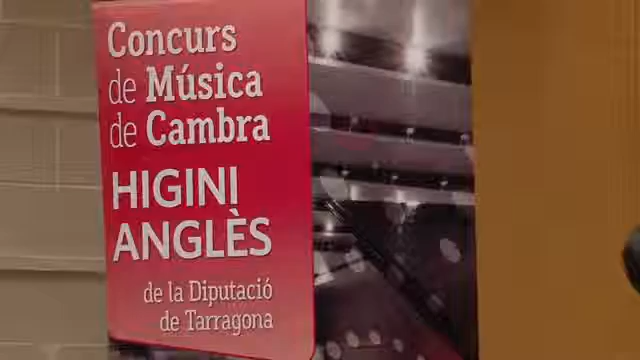 Concurs
de Música
de Cambra
HIGINI
ANGLÈS
de la Diputació
de Tarragona